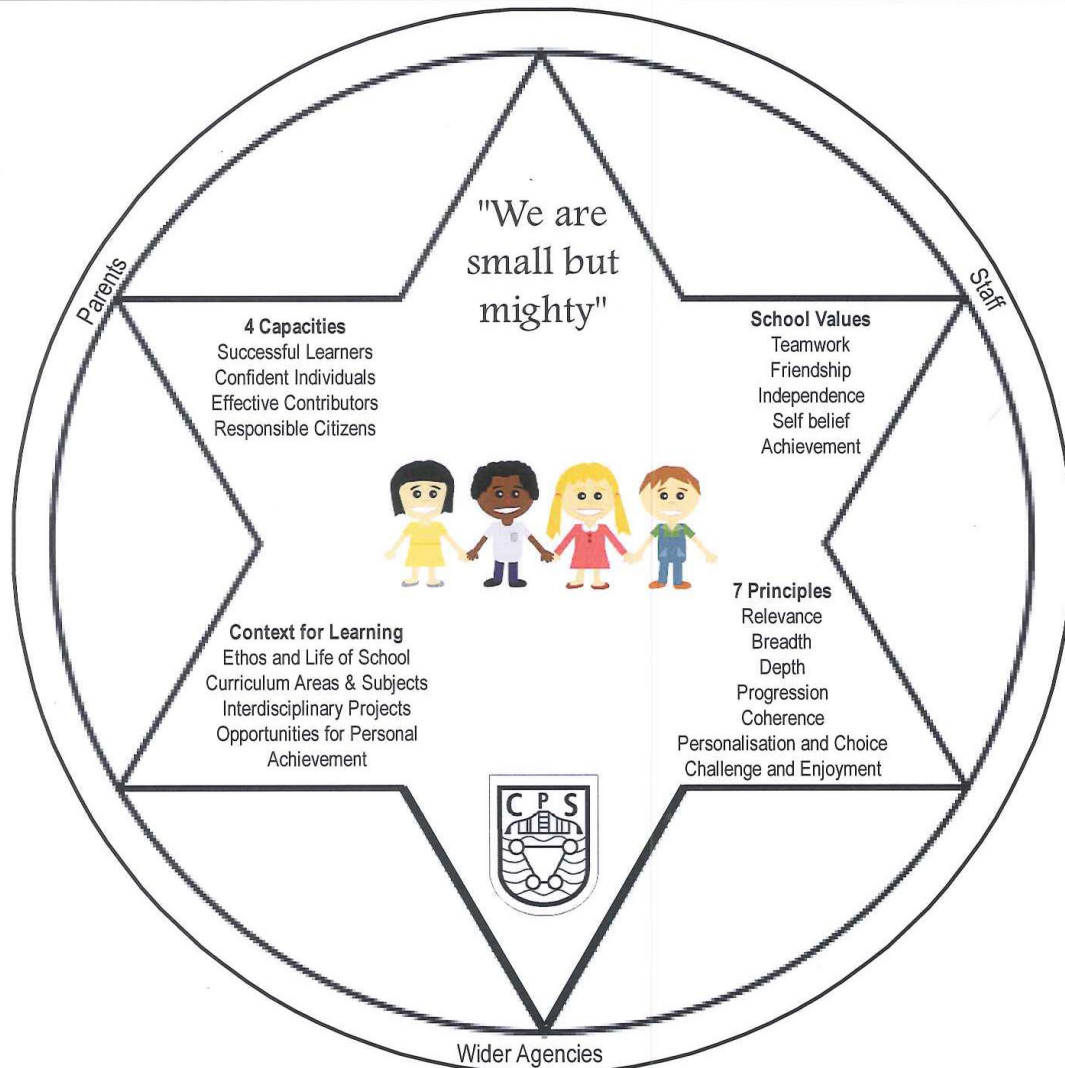 "We are
small but
mighty"
Parents
Staff
4 Capacities
Successful Learners
Confident Individuals
Effective Contributors
Responsible Citizens
School Values
Teamwork
Friendship
Independence
Self belief
Achievement
Context for Learning
Ethos and Life of School
Curriculum Areas & Subjects
Interdisciplinary Projects
Opportunities for Personal
Achievement
7 Principles
Relevance
Breadth
Depth
Progression
Coherence
Personalisation and Choice
Challenge and Enjoyment
C P S
Wider Agencies